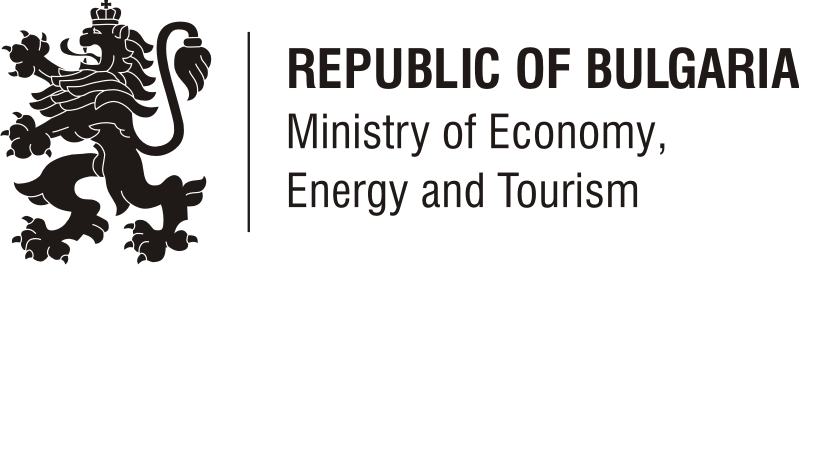 REPUBLIC OF BULGARIA
Ministry of Economy,
Energy and Tourism